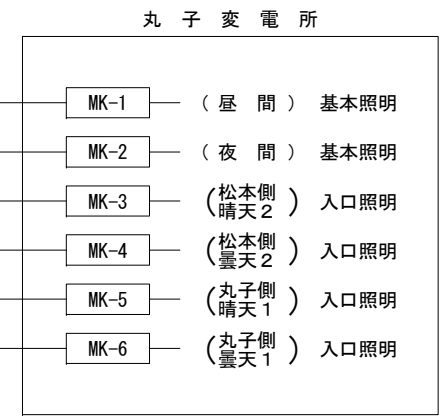 丸子変電所
MK-1 (昼間) 基本照明
MK-2 (夜間) 基本照明
MK-3 (松本側 晴天2) 入口照明
MK-4 (松本側 曇天2) 入口照明
MK-5 (丸子側 晴天1) 入口照明
MK-6 (丸子側 曇天1) 入口照明